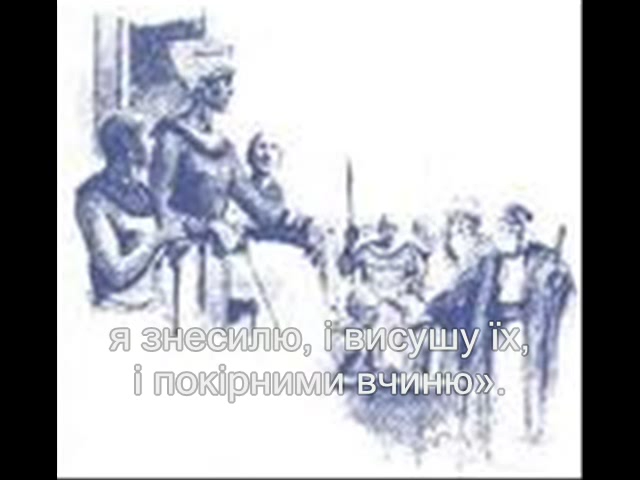 я знесилю, і висушу їх,
і покірними вчиню».